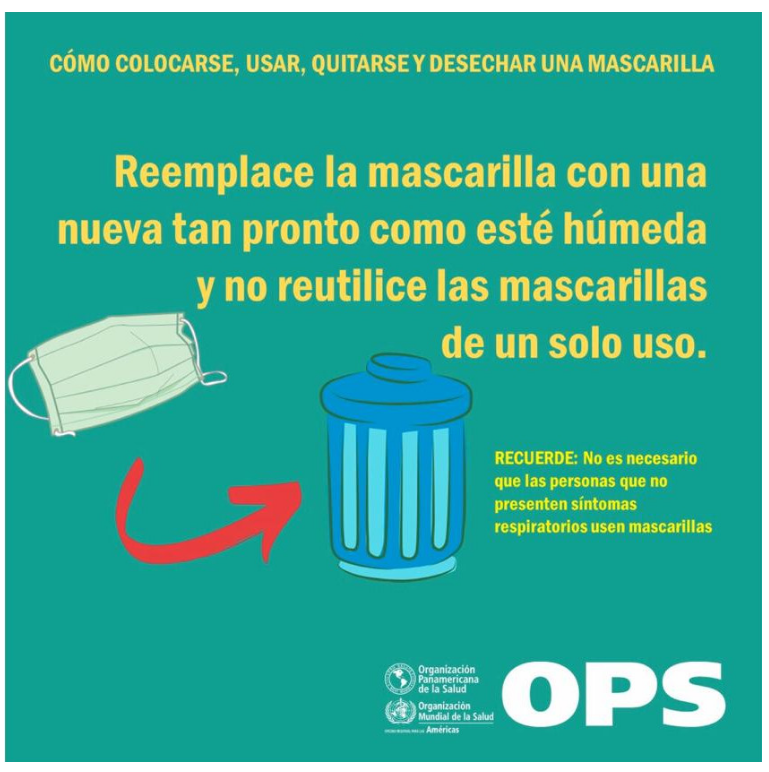 CÓMO COLOCARSE, USAR, QUITARSE Y DESECHAR UNA MASCARILLA
Reemplace la mascarilla con una
nueva tan pronto como esté húmeda
y no reutilice las mascarillas
de un solo uso.
RECUERDE: No es necesario
que las personas que no
presenten síntomas
respiratorios usen mascarillas
Organización
Panamericana
de la Salud
Organización
Mundial de la Salud
Américas
OPS